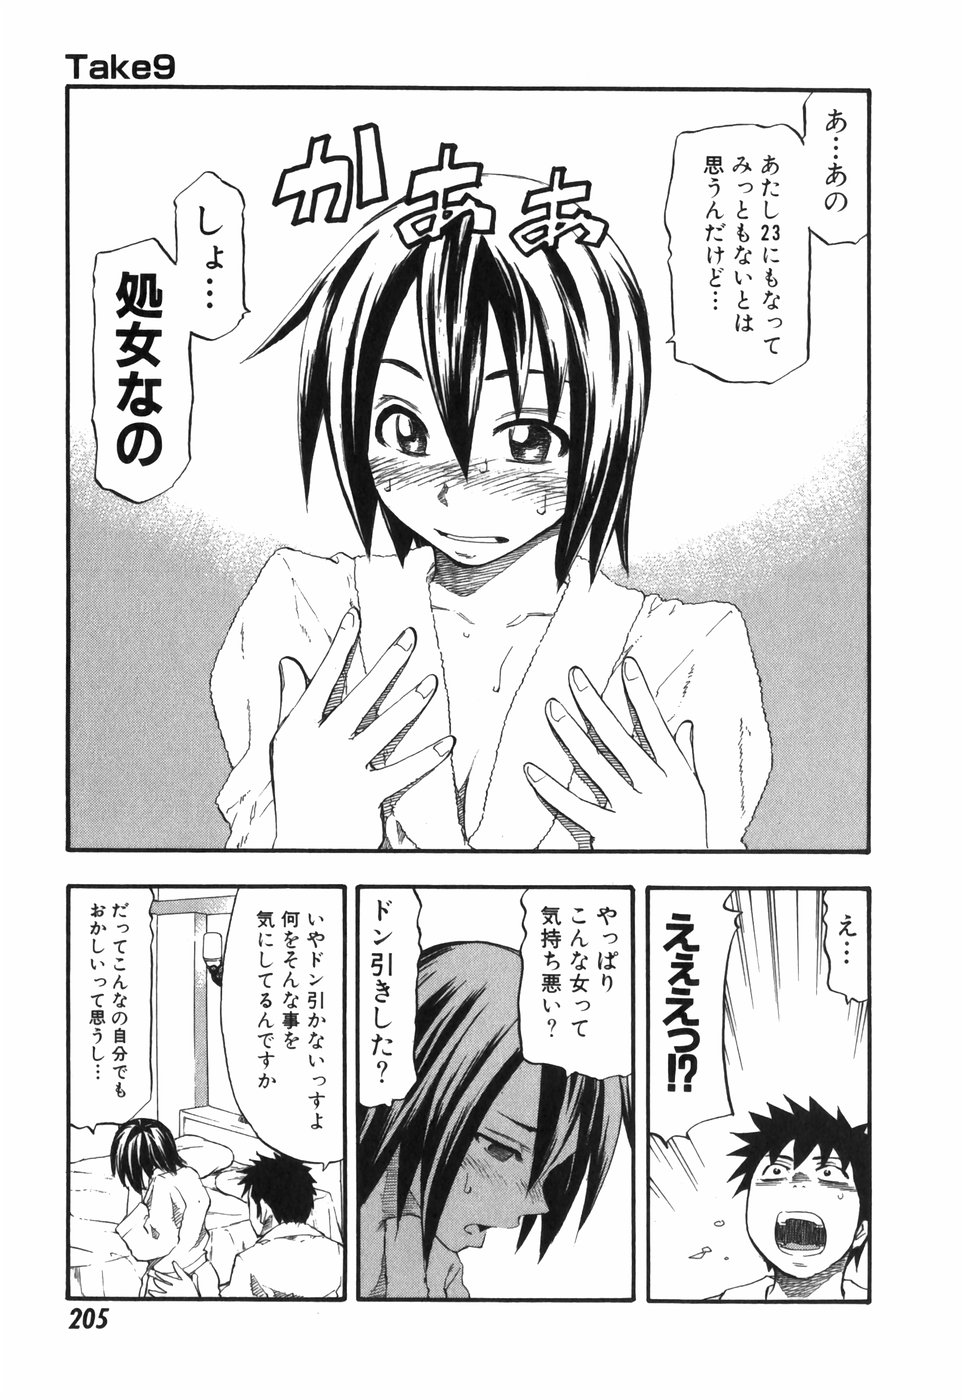 Take9
あ…あの
あたし23にもなって
みっともないとは
思うんだけど…
かぁぁ
しょ…
処女なの
え…
えええっ!?
やっぱり
こんな女って
気持ち悪い?
ドン引きした?
いやドン引かないっすよ
何をそんな事を
気にしてるんですか
だってこんなの自分でも
おかしいって思うし…
205